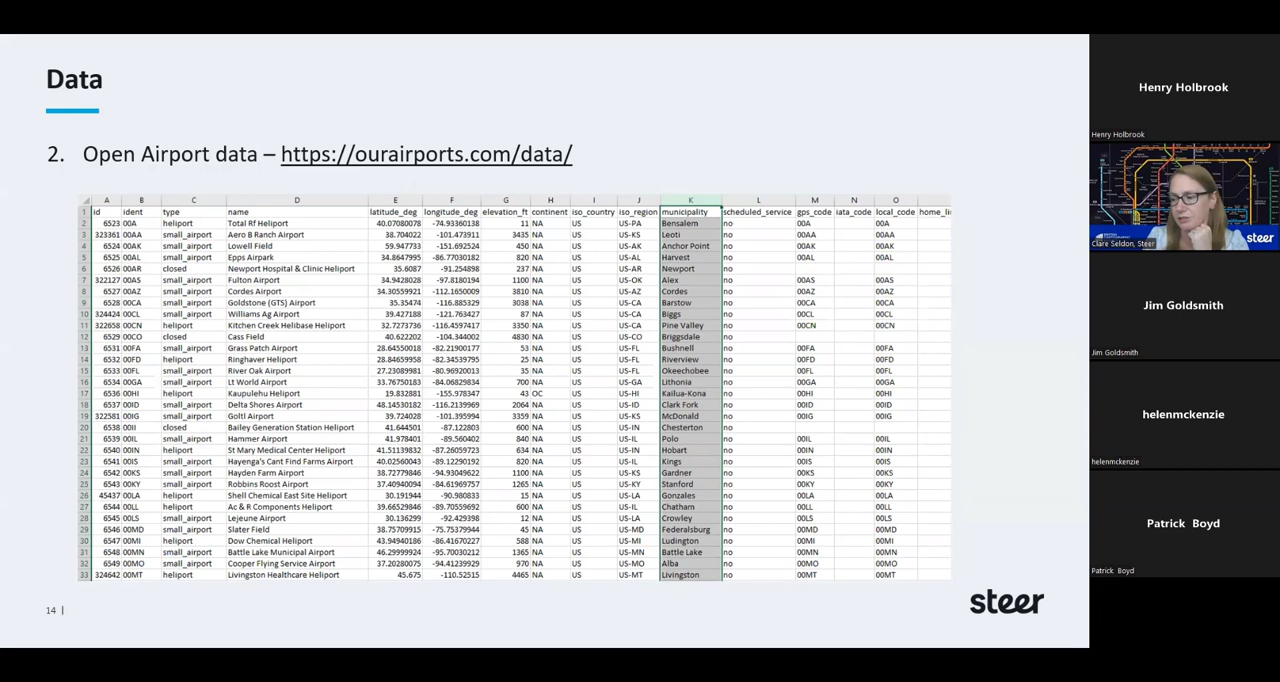 Data
2. Open Airport data – https://ourairports.com/data/
A B C D E F G H I J K L M N O
1 id ident type name latitude_deg longitude_deg elevation_ft continent iso_country iso_region municipality scheduled_service gps_code iata_code local_code home_li
2 6523 00A heliport Total Rf Heliport 40.07080078 -74.93360138 11 NA US US-PA Bensalem no 00A 00A
3 323361 00AA small_airport Aero B Ranch Airport 38.704022 -101.473911 3435 NA US US-KS Leoti no 00AA 00AA
4 6524 00AK small_airport Lowell Field 59.947733 -151.692524 450 NA US US-AK Anchor Point no 00AK 00AK
5 6525 00AL small_airport Epps Airpark 34.8647995 -86.77030182 820 NA US US-AL Harvest no 00AL 00AL
6 6526 00AR closed Newport Hospital & Clinic Heliport 35.6087 -91.254898 237 NA US US-AR Newport no
7 322127 00AS small_airport Fulton Airport 34.9428028 -97.8180194 1100 NA US US-OK Alex no 00AS 00AS
8 6527 00AZ small_airport Cordes Airport 34.30559921 -112.1650009 3810 NA US US-AZ Cordes no 00AZ 00AZ
9 6528 00CA small_airport Goldstone (GTS) Airport 35.35474 -116.885329 3038 NA US US-CA Barstow no 00CA 00CA
10 324424 00CL small_airport Williams Ag Airport 39.427188 -121.763427 87 NA US US-CA Biggs no 00CL 00CL
11 322658 00CN heliport Kitchen Creek Helibase Heliport 32.7273736 -116.4597417 3350 NA US US-CA Pine Valley no 00CN 00CN
12 6529 00CO closed Cass Field 40.622202 -104.344002 4830 NA US US-CO Briggsdale no
13 6531 00FA small_airport Grass Patch Airport 28.64550018 -82.21900177 53 NA US US-FL Bushnell no 00FA 00FA
14 6532 00FD heliport Ringhaver Heliport 28.84659958 -82.34539795 25 NA US US-FL Riverview no 00FD 00FD
15 6533 00FL small_airport River Oak Airport 27.23089981 -80.96920013 35 NA US US-FL Okeechobee no 00FL 00FL
16 6534 00GA small_airport Lt World Airport 33.76750183 -84.06829834 700 NA US US-GA Lithonia no 00GA 00GA
17 6536 00HI heliport Kaupulehu Heliport 19.832881 -155.978347 43 OC US US-HI Kailua-Kona no 00HI 00HI
18 6537 00ID small_airport Delta Shores Airport 48.14530182 -116.2139969 2064 NA US US-ID Clark Fork no 00ID 00ID
19 322581 00IG small_airport Goltl Airport 39.724028 -101.395994 3359 NA US US-KS McDonald no 00IG 00IG
20 6538 00II closed Bailey Generation Station Heliport 41.644501 -87.122803 600 NA US US-IN Chesterton no
21 6539 00IL small_airport Hammer Airport 41.978401 -89.560402 840 NA US US-IL Polo no 00IL 00IL
22 6540 00IN heliport St Mary Medical Center Heliport 41.51139832 -87.26059723 634 NA US US-IN Hobart no 00IN 00IN
23 6541 00IS small_airport Hayenga's Cant Find Farms Airport 40.02560043 -89.12290192 820 NA US US-IL Kings no 00IS 00IS
24 6542 00KS small_airport Hayden Farm Airport 38.72779846 -94.93049622 1100 NA US US-KS Gardner no 00KS 00KS
25 6543 00KY small_airport Robbins Roost Airport 37.40940094 -84.61969757 1265 NA US US-KY Stanford no 00KY 00KY
26 45437 00LA heliport Shell Chemical East Site Heliport 30.191944 -90.980833 15 NA US US-LA Gonzales no 00LA 00LA
27 6544 00LL heliport Ac & R Components Heliport 39.66529846 -89.70559692 600 NA US US-IL Chatham no 00LL 00LL
28 6545 00LS small_airport Lejeune Airport 30.136299 -92.429398 12 NA US US-LA Crowley no 00LS 00LS
29 6546 00MD small_airport Slater Field 38.75709915 -75.75379944 45 NA US US-MD Federalsburg no 00MD 00MD
30 6547 00MI heliport Dow Chemical Heliport 43.94940186 -86.41670227 588 NA US US-MI Ludington no 00MI 00MI
31 6548 00MN small_airport Battle Lake Municipal Airport 46.29999924 -95.70030212 1365 NA US US-MN Battle Lake no 00MN 00MN
32 6549 00MO small_airport Cooper Flying Service Airport 37.20280075 -94.41239929 970 NA US US-MO Alba no 00MO 00MO
33 324642 00MT heliport Livingston Healthcare Heliport 45.675 -110.52515 4465 NA US US-MT Livingston no 00MT 00MT
14 |
steer
Henry Holbrook
Henry Holbrook
steer
Clare Seldon, Steer
Jim Goldsmith
Jim Goldsmith
helenmckenzie
helenmckenzie
Patrick Boyd
Patrick Boyd